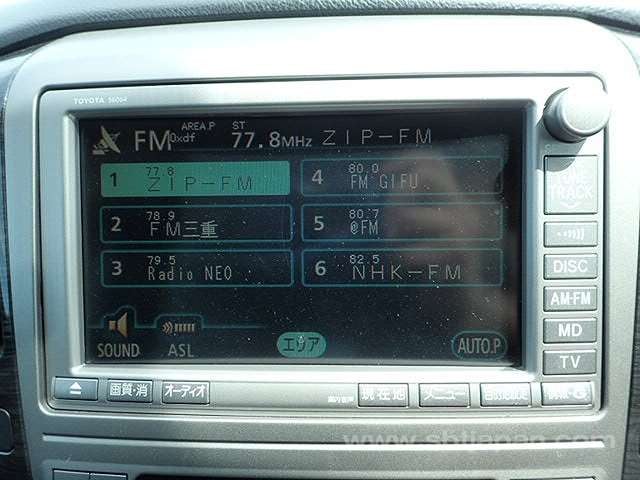 TOYOTA
FM AREA.P ST 77.8MHz ZIP-FM
1 77.8 ZIP-FM
2 78.9 FM三重
3 79.5 Radio NEO
4 80.0 FM GIFU
5 80.7 @FM
6 82.5 NHK-FM
SOUND
ASL
エリア
AUTO.P
TUNE
TRACK
DISC
AM·FM
MD
TV
画質·消
オーディオ
現在地
メニュー
www.sbtjapan.com